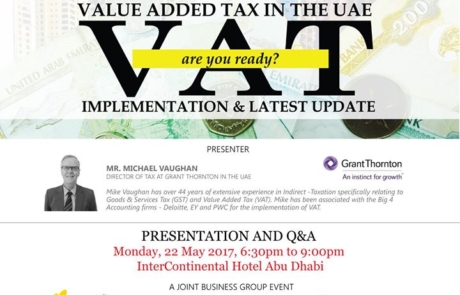 VALUE ADDED TAX IN THE UAE
VAT
are you ready?
IMPLEMENTATION & LATEST UPDATE
PRESENTER
MR. MICHAEL VAUGHAN
DIRECTOR OF TAX AT GRANT THORNTON IN THE UAE
Mike Vaughan has over 44 years of extensive experience in Indirect -Taxation specifically relating to
Goods & Services Tax (GST) and Value Added Tax (VAT). Mike has been associated with the Big 4
Accounting firms - Deloitte, EY and PWC for the implementation of VAT.
GrantThornton
An instinct for growth
PRESENTATION AND Q&A
Monday, 22 May 2017, 6:30pm to 9:00pm
InterContinental Hotel Abu Dhabi
A JOINT BUSINESS GROUP EVENT